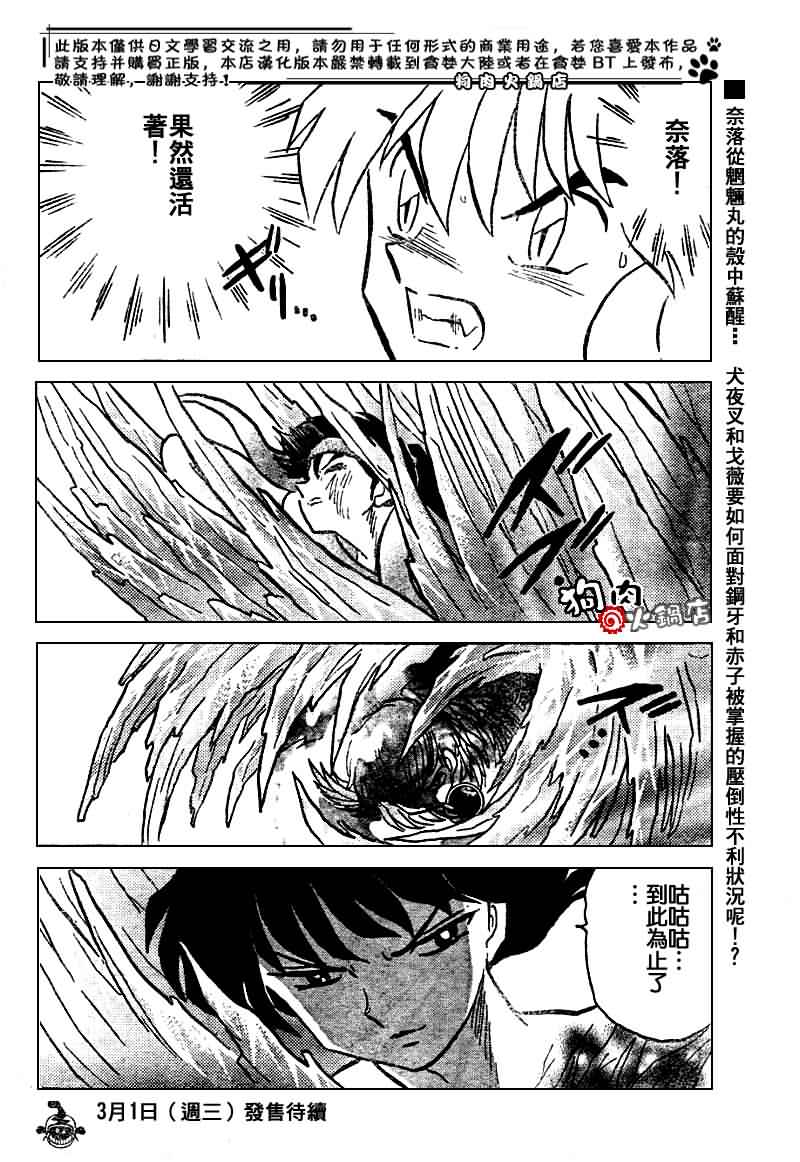 此版本僅供日文學習交流之用，請勿用于任何形式的商業用途，若您喜愛本作品
請支持并購買正版，本店漢化版本嚴禁轉載到貪婪大陸或者在貪婪 BT 上發布，
敬請理解，謝謝支持！
狗肉火鍋店
奈落！
果然還活
著！
奈落從魍魎丸的殼中蘇醒… 犬夜叉和戈薇要如何面對鋼牙和赤子被掌握的壓倒性不利狀況呢！？
ズズ
狗肉
火鍋店
ズ
咕咕咕…
到此為止了
…
3月1日（週三）發售待續